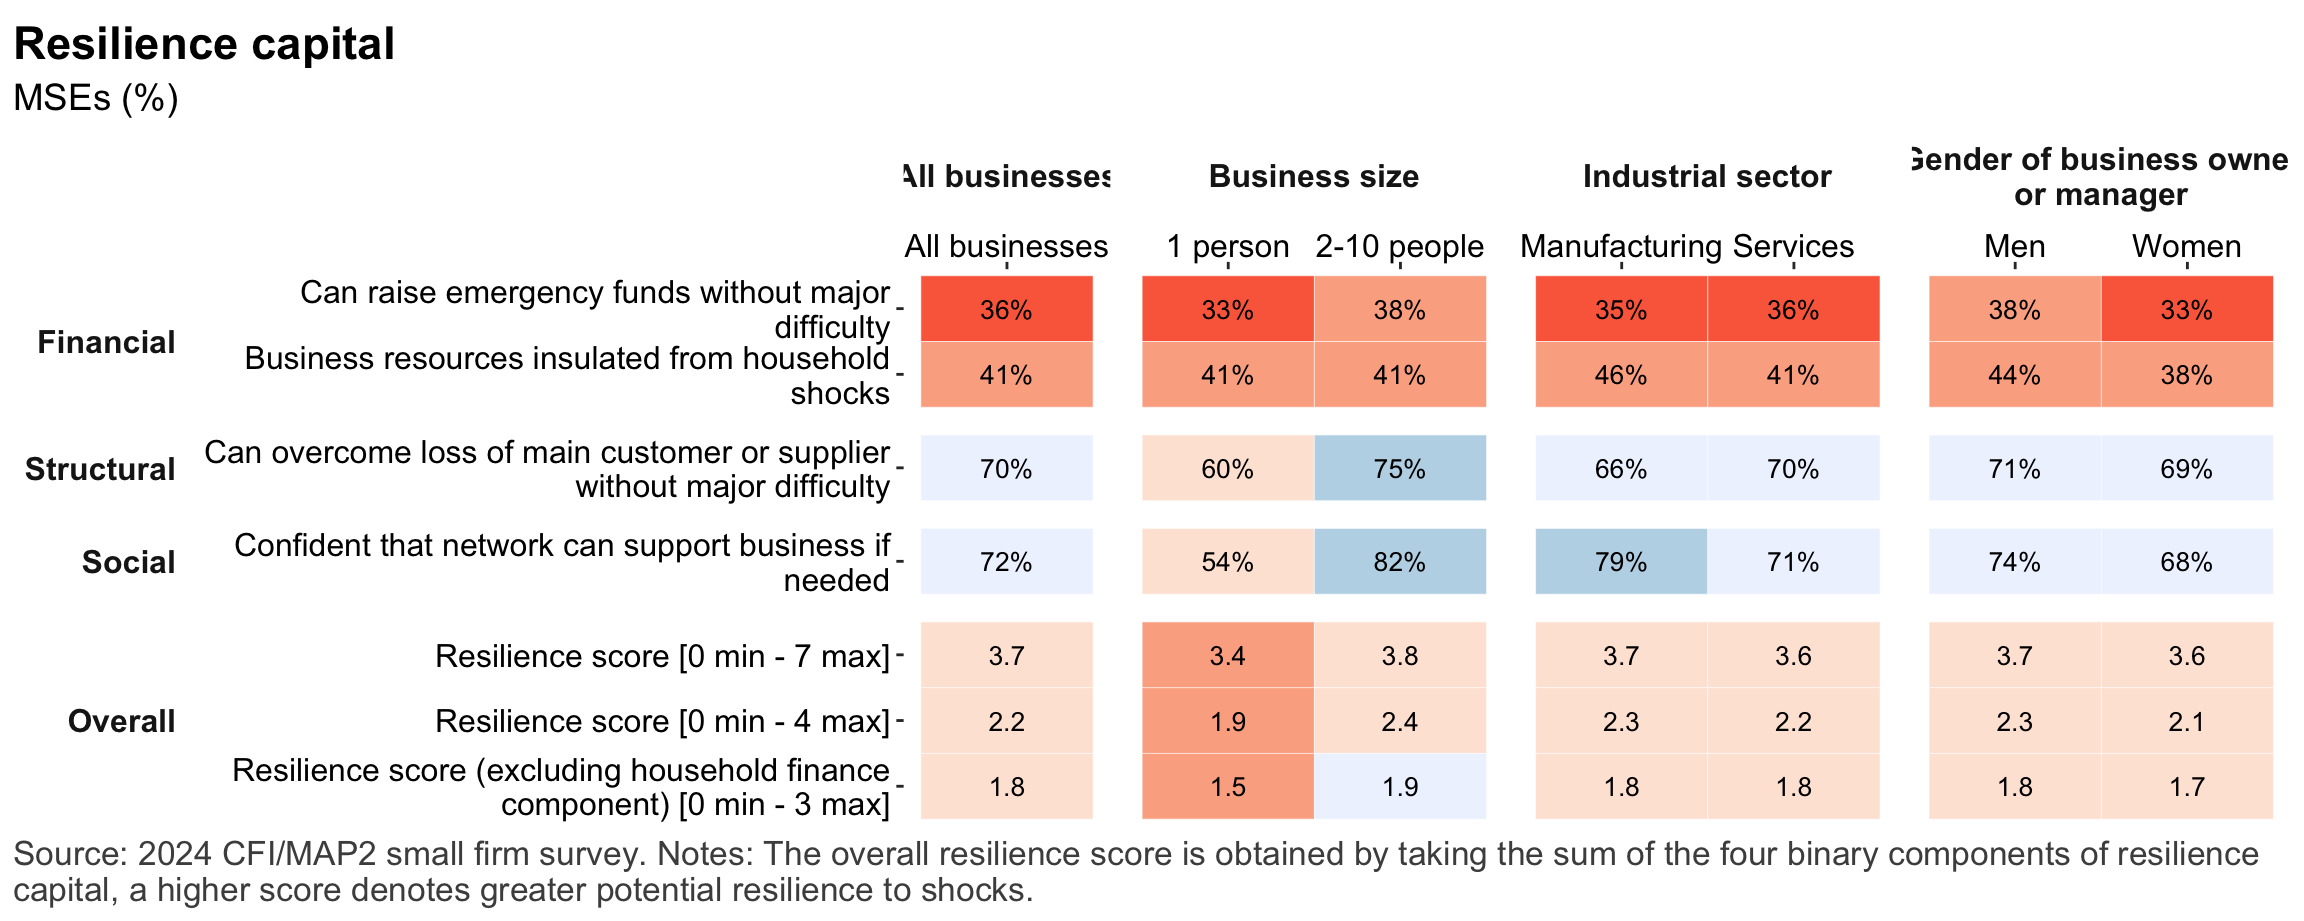 Resilience capital
MSEs (%)
All businesses
Business size
Industrial sector
Gender of business owne
or manager
All businesses
1 person
2-10 people
Manufacturing
Services
Men
Women
Financial
Can raise emergency funds without major
difficulty
36%
33%
38%
35%
36%
38%
33%
Business resources insulated from household
shocks
41%
41%
41%
46%
41%
44%
38%
Structural
Can overcome loss of main customer or supplier
without major difficulty
70%
60%
75%
66%
70%
71%
69%
Social
Confident that network can support business if
needed
72%
54%
82%
79%
71%
74%
68%
Overall
Resilience score [0 min - 7 max]
3.7
3.4
3.8
3.7
3.6
3.7
3.6
Resilience score [0 min - 4 max]
2.2
1.9
2.4
2.3
2.2
2.3
2.1
Resilience score (excluding household finance
component) [0 min - 3 max]
1.8
1.5
1.9
1.8
1.8
1.8
1.7
Source: 2024 CFI/MAP2 small firm survey. Notes: The overall resilience score is obtained by taking the sum of the four binary components of resilience
capital, a higher score denotes greater potential resilience to shocks.